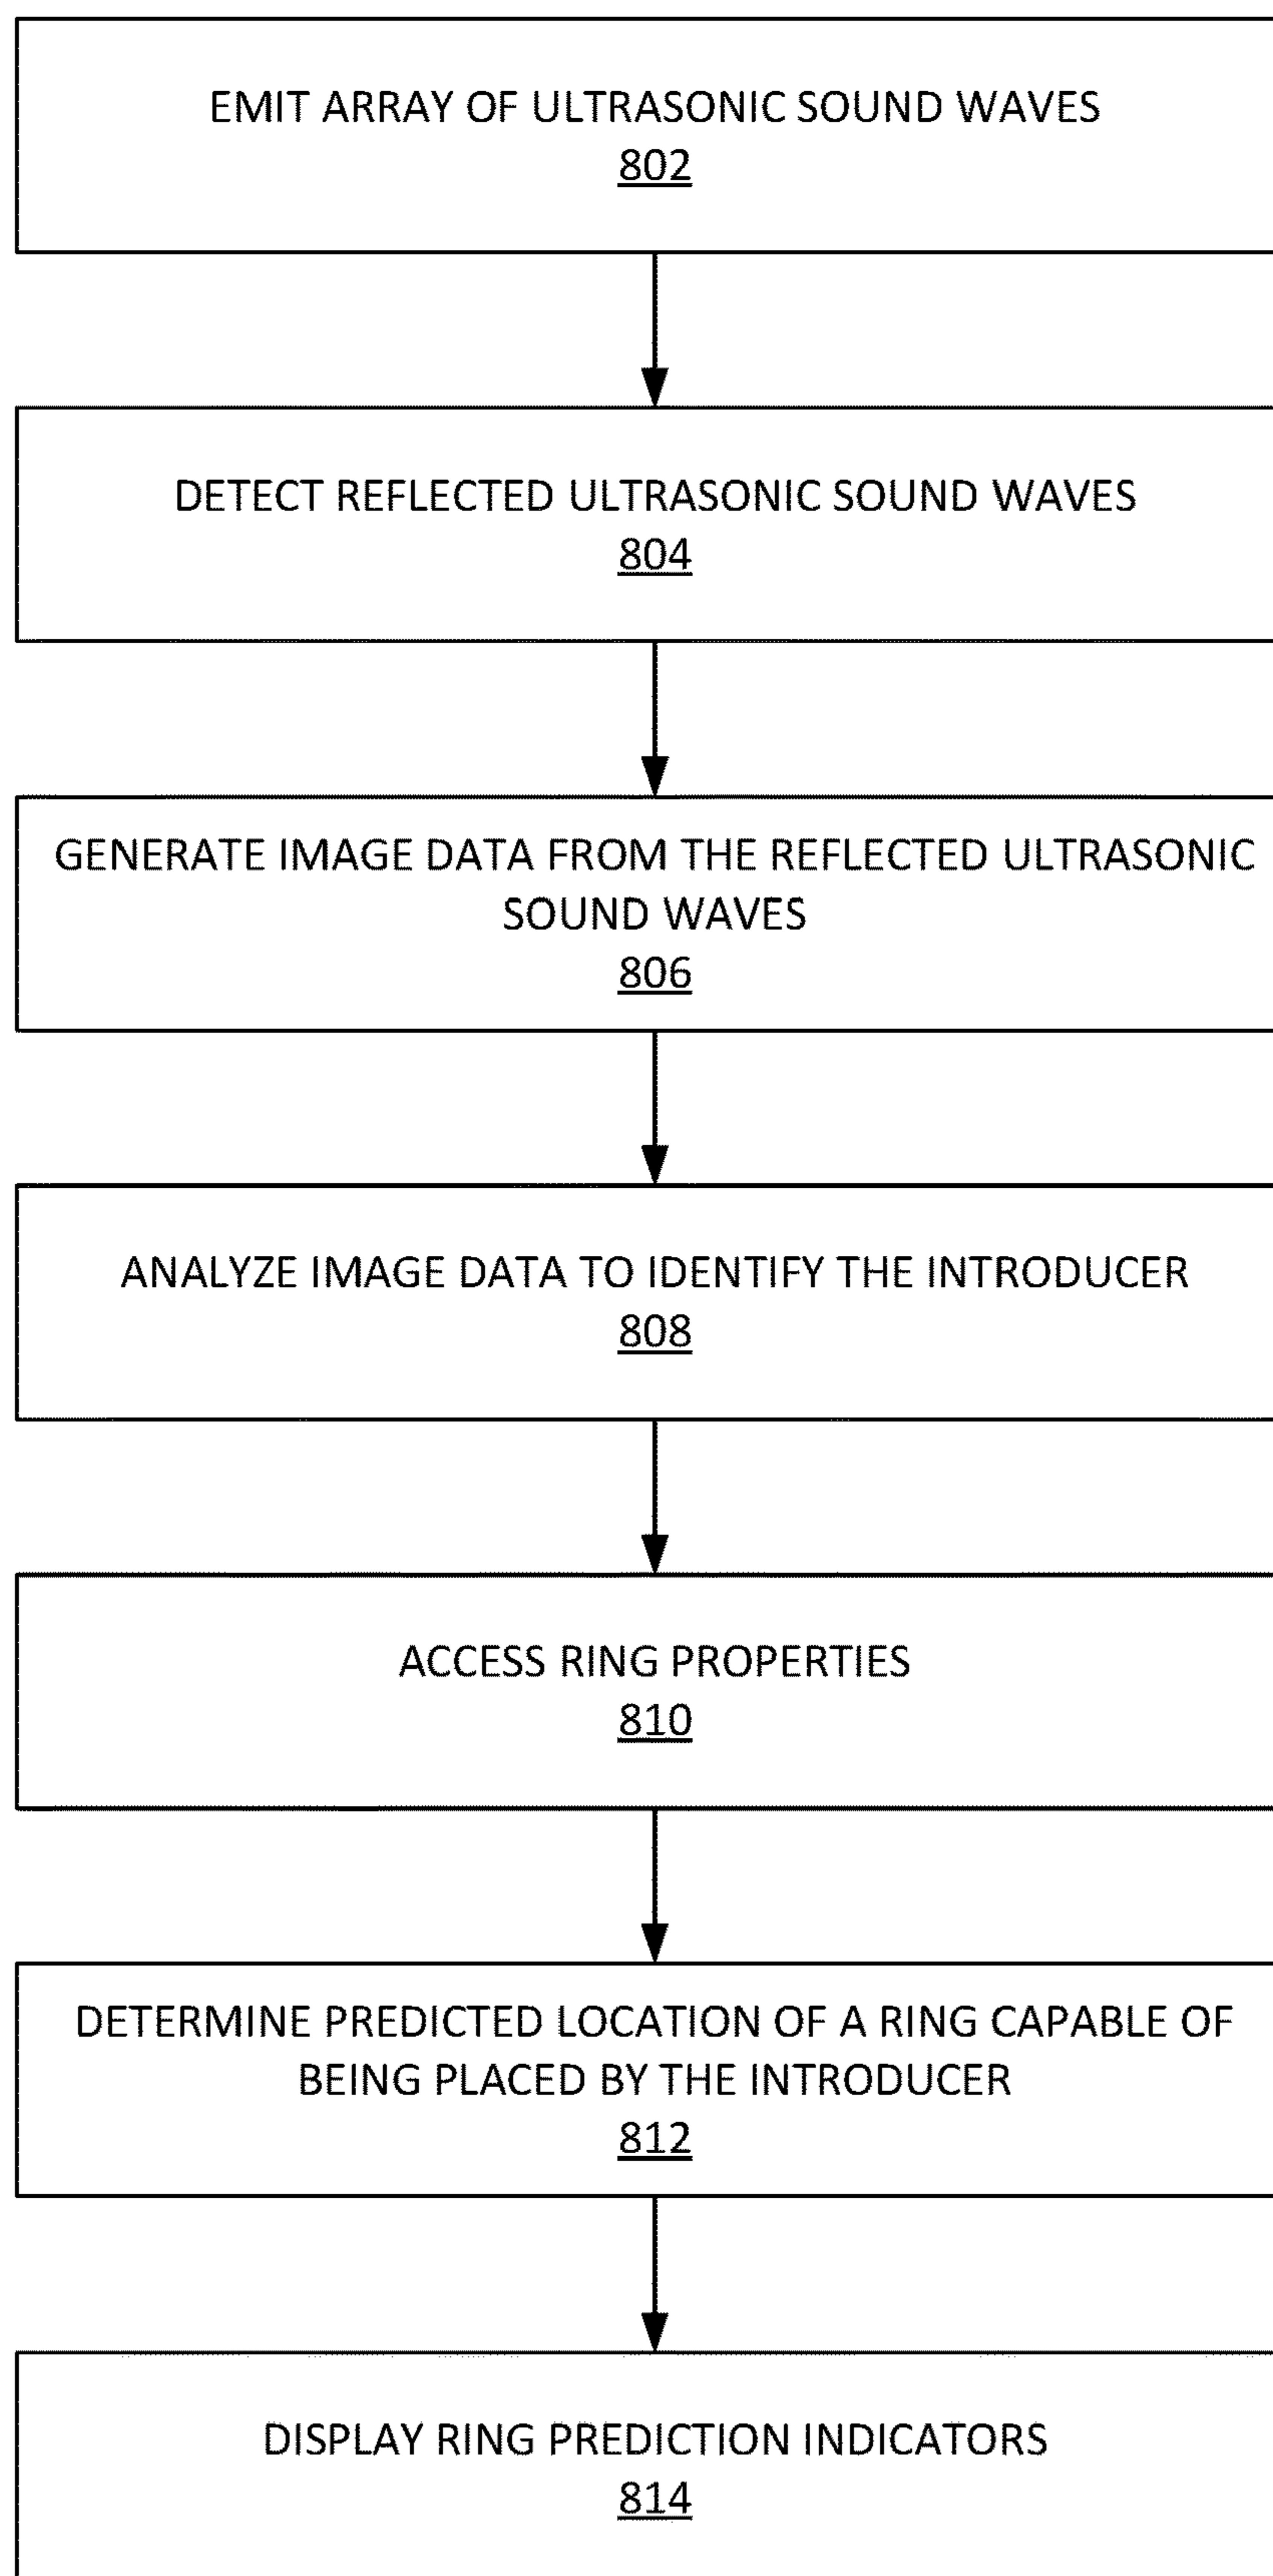 EMIT ARRAY OF ULTRASONIC SOUND WAVES
802
DETECT REFLECTED ULTRASONIC SOUND WAVES
804
GENERATE IMAGE DATA FROM THE REFLECTED ULTRASONIC
SOUND WAVES
806
ANALYZE IMAGE DATA TO IDENTIFY THE INTRODUCER
808
ACCESS RING PROPERTIES
810
DETERMINE PREDICTED LOCATION OF A RING CAPABLE OF
BEING PLACED BY THE INTRODUCER
812
DISPLAY RING PREDICTION INDICATORS
814